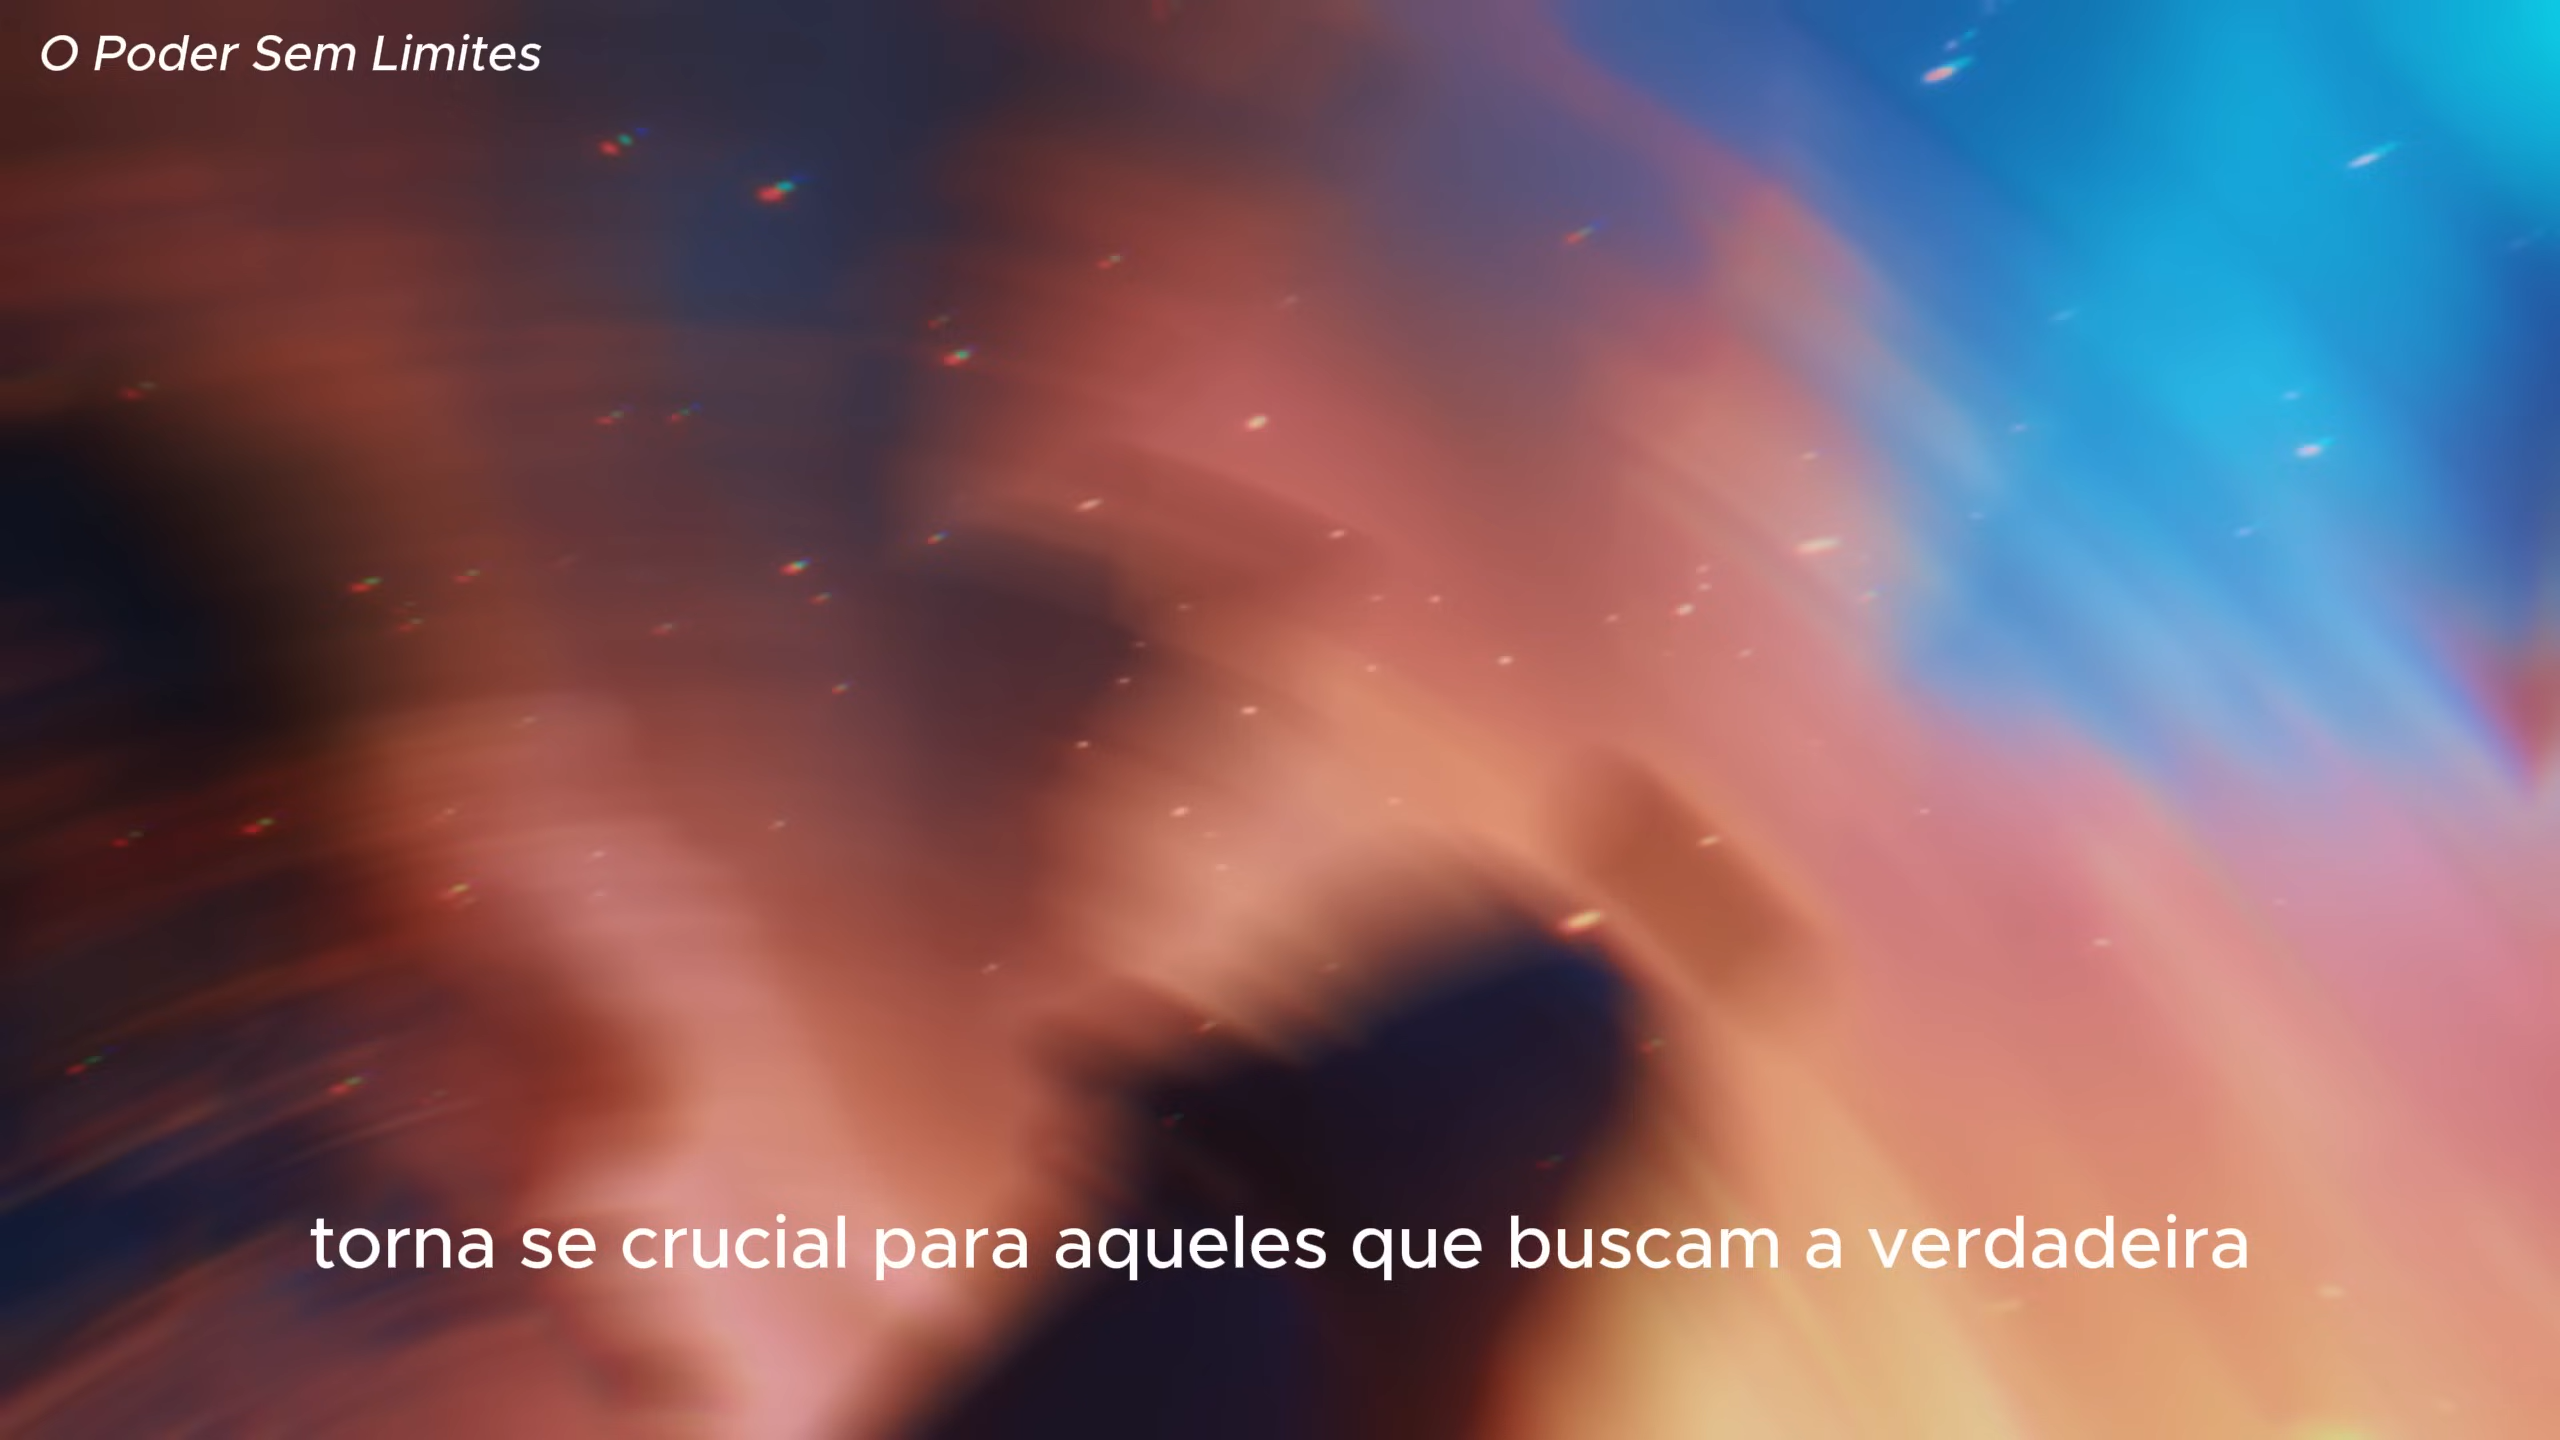 O Poder Sem Limites
torna se crucial para aqueles que buscam a verdadeira